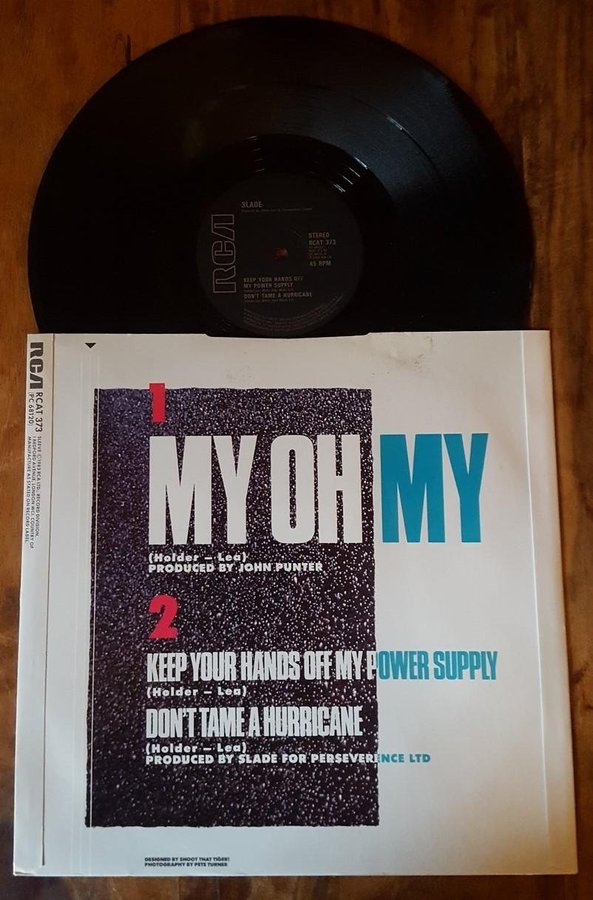 SLADE
RCA
STEREO
RCAT 373
45 RPM
KEEP YOUR HANDS OFF
MY POWER SUPPLY
DON'T TAME A HURRICANE
RCA
RCAT 373
(PC 68120)
1
MY OH MY
(Holder – Lea)
PRODUCED BY JOHN PUNTER
2
KEEP YOUR HANDS OFF MY POWER SUPPLY
(Holder – Lea)
DON'T TAME A HURRICANE
(Holder – Lea)
PRODUCED BY SLADE FOR PERSEVERENCE LTD
DESIGNED BY SHOOT THAT TIGER!
PHOTOGRAPHY BY PETE TURNER